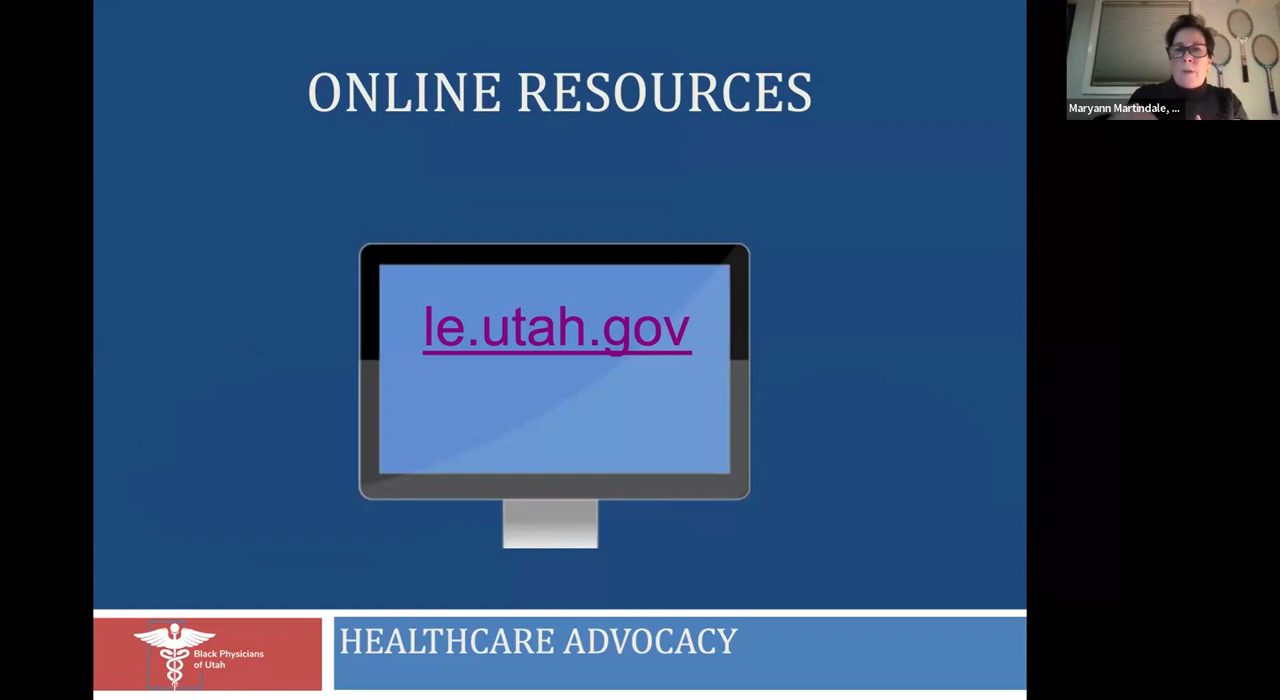 ONLINE RESOURCES
Maryann Martindale, ...
le.utah.gov
Black Physicians
of Utah
HEALTHCARE ADVOCACY